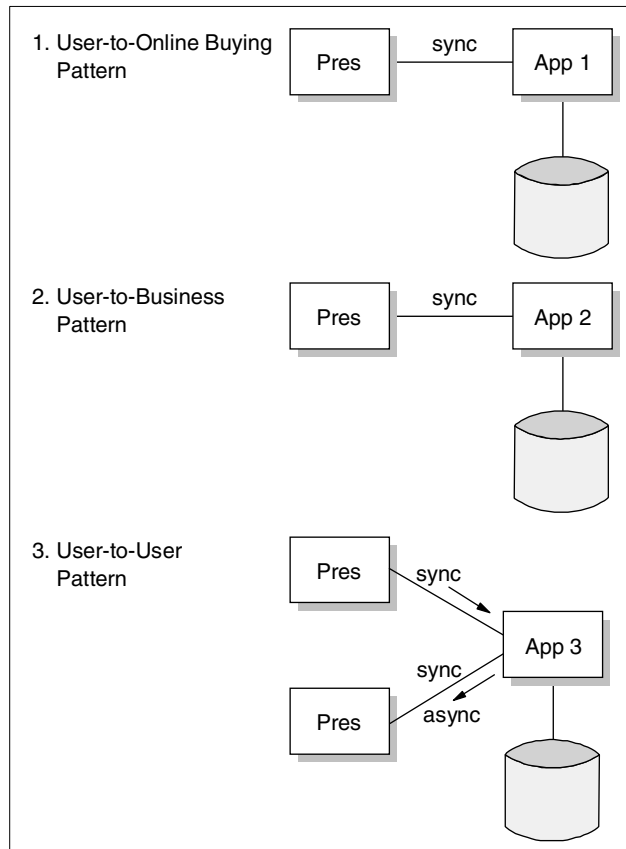 1. User-to-Online Buying
Pattern
Pres
sync
App 1
2. User-to-Business
Pattern
Pres
sync
App 2
3. User-to-User
Pattern
Pres
sync
App 3
sync
Pres
async